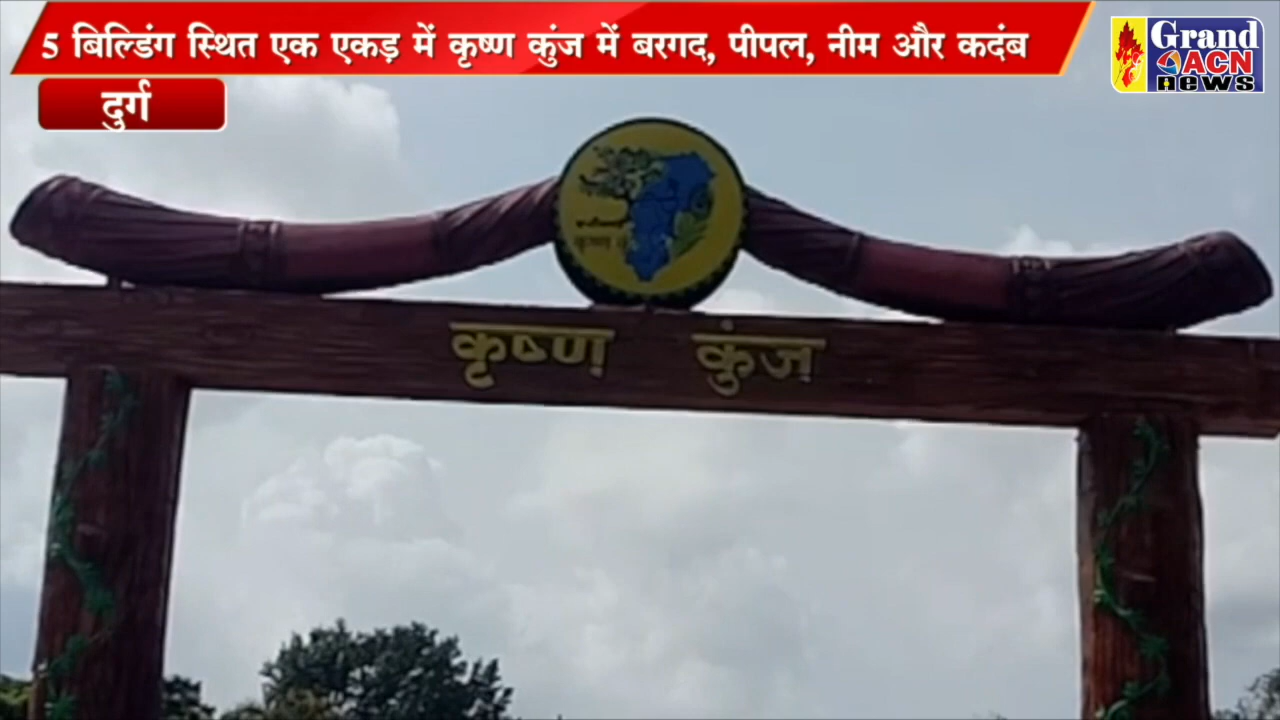 5 बिल्डिंग स्थित एक एकड़ में कृष्ण कुंज में बरगद, पीपल, नीम और कदंब
Grand
ACN
news
दुर्ग
कृष्ण कुंज